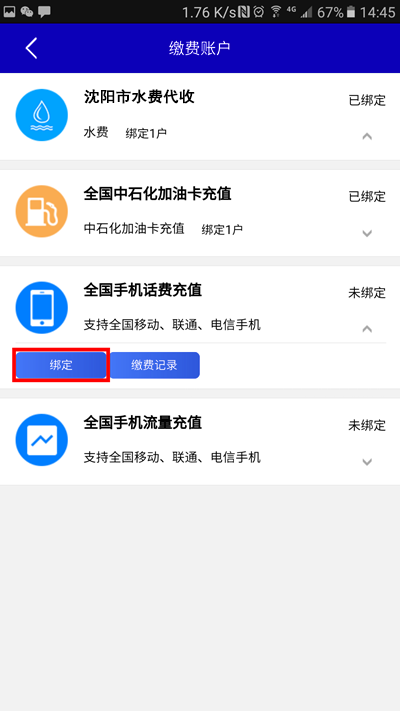 1.76 K/s 4G 67% 14:45
缴费账户
沈阳市水费代收 已绑定
水费 绑定1户
全国中石化加油卡充值 已绑定
中石化加油卡充值 绑定1户
全国手机话费充值 未绑定
支持全国移动、联通、电信手机
绑定 缴费记录
全国手机流量充值 未绑定
支持全国移动、联通、电信手机